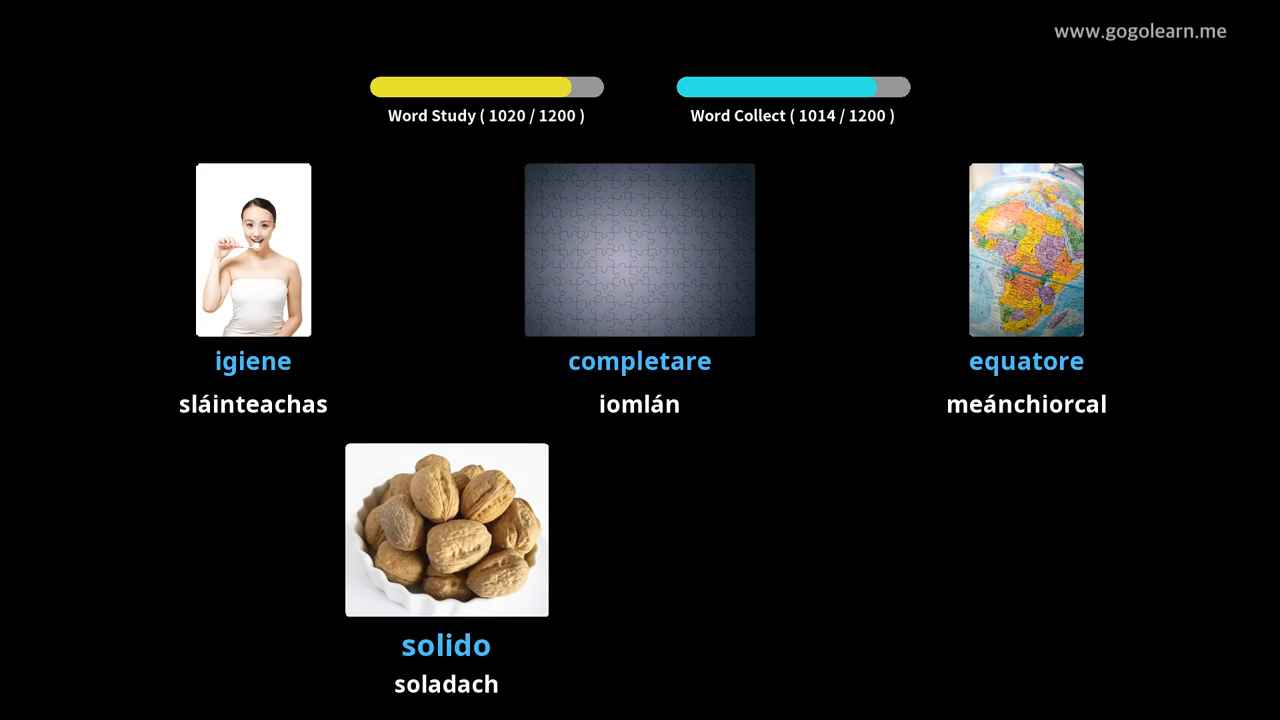 www.gogolearn.me
Word Study ( 1020 / 1200 )
Word Collect ( 1014 / 1200 )
igiene
sláinteachas
completare
iomlán
equatore
meánchiorcal
solido
soladach